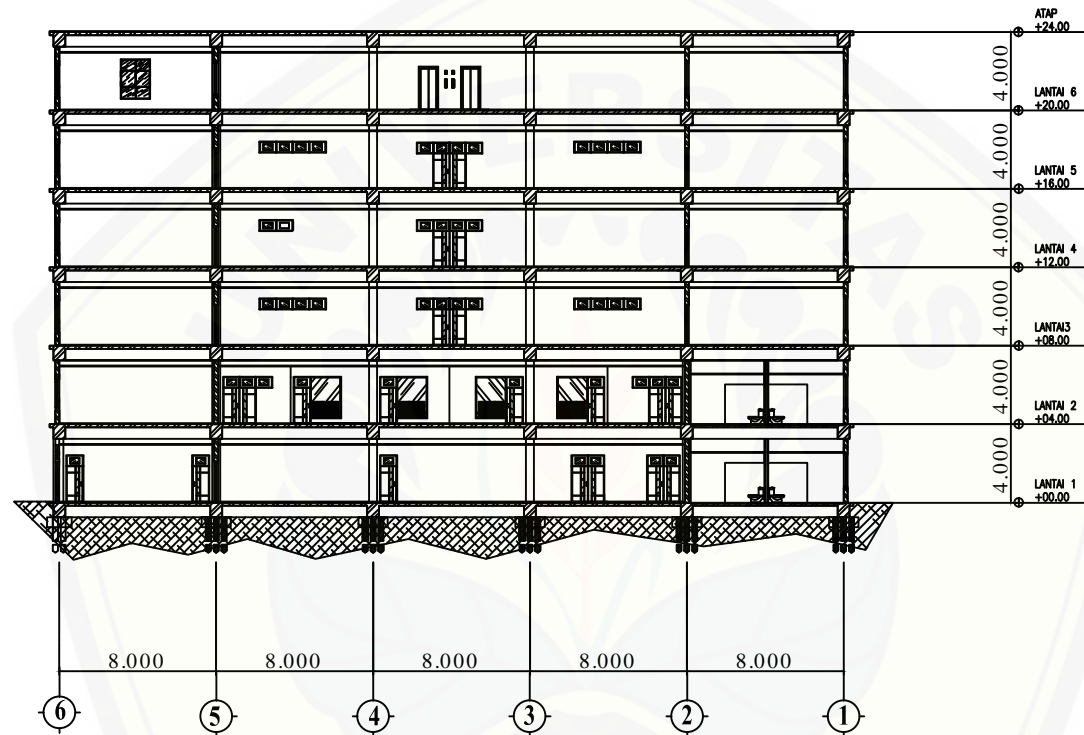 ATAP
+24.00
4.000
LANTAI 6
+20.00
4.000
LANTAI 5
+16.00
4.000
LANTAI 4
+12.00
4.000
LANTAI3
+08.00
4.000
LANTAI 2
+04.00
4.000
LANTAI 1
+00.00
8.000 8.000 8.000 8.000 8.000
6 5 4 3 2 1
UNIVERSITAS